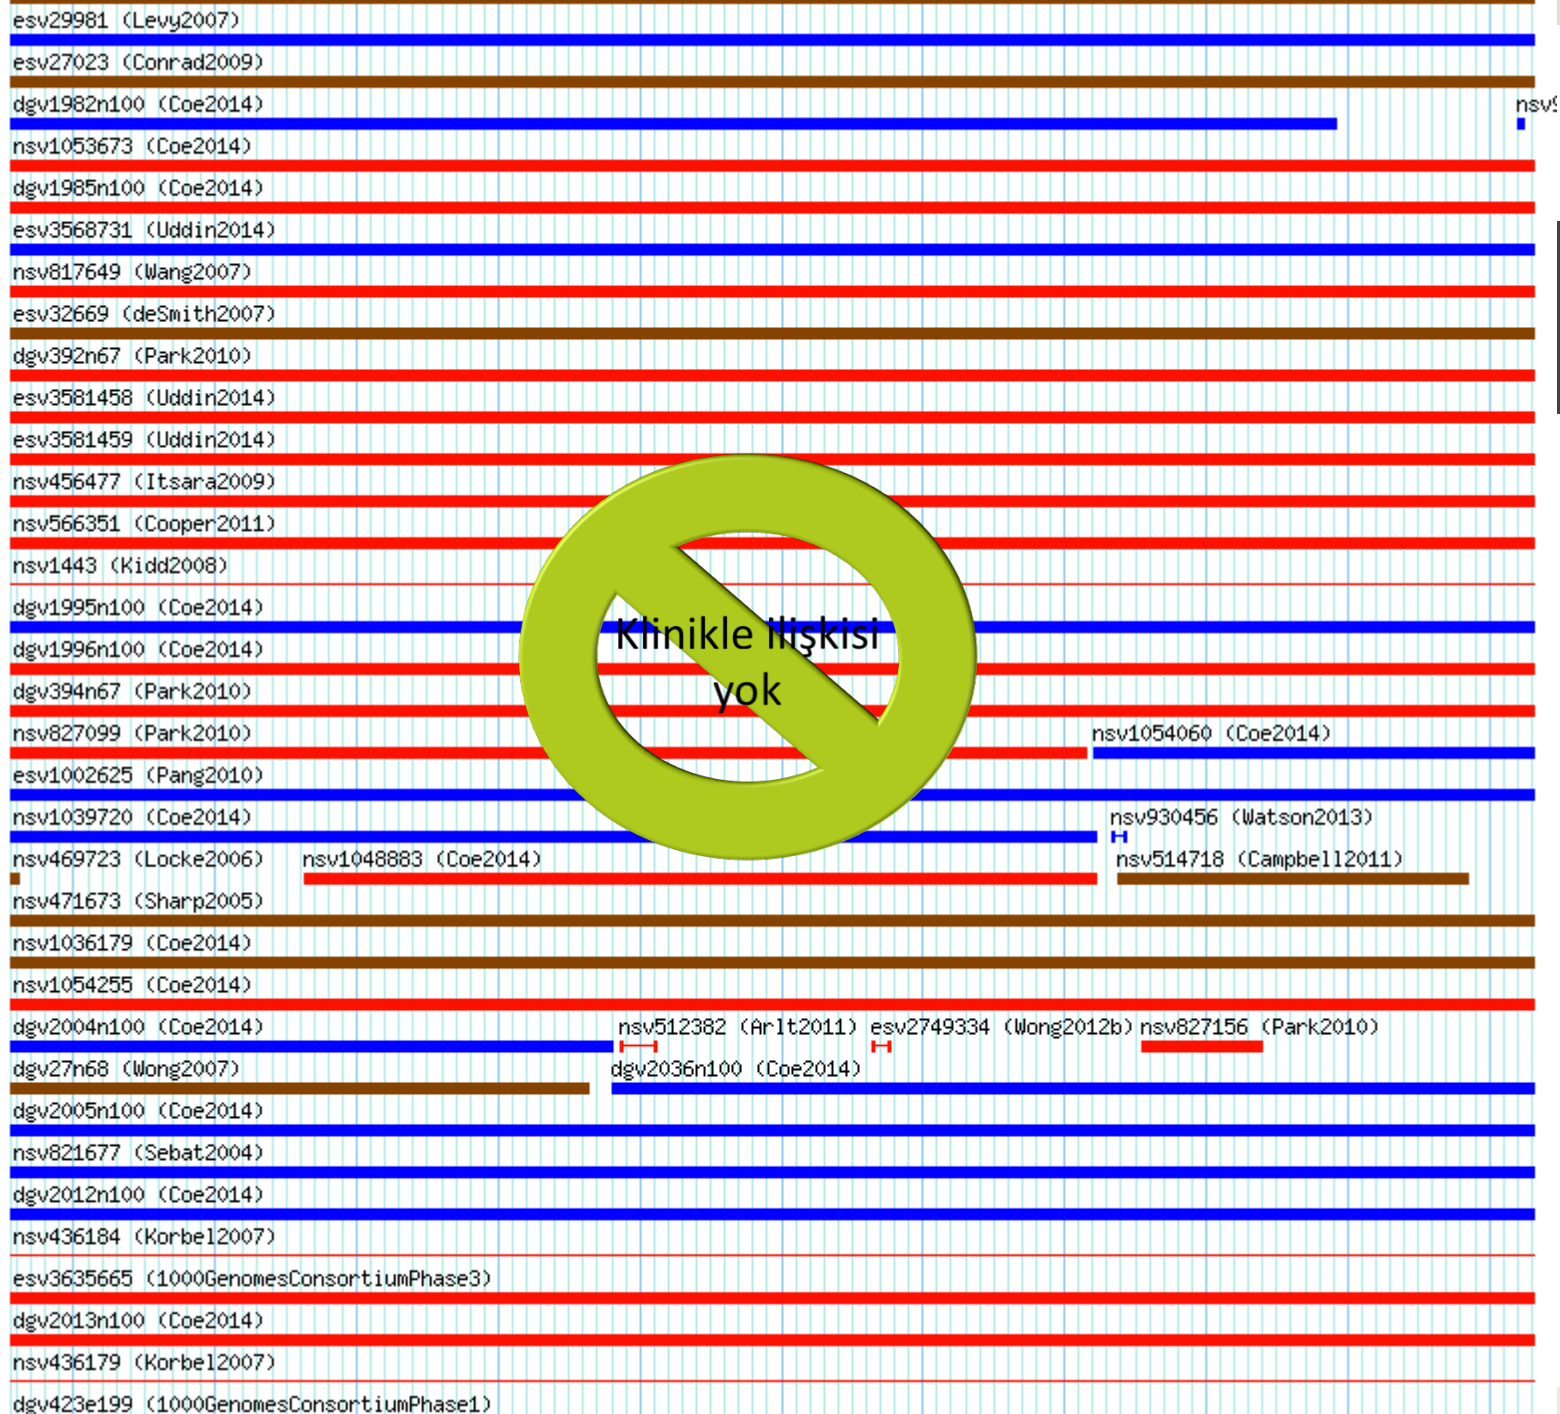 esv29981 (Levy2007)
esv27023 (Conrad2009)
dgv1982n100 (Coe2014)
nsv1053673 (Coe2014)
dgv1985n100 (Coe2014)
esv3568731 (Uddin2014)
nsv817649 (Wang2007)
esv32669 (deSmith2007)
dgv392n67 (Park2010)
esv3581458 (Uddin2014)
esv3581459 (Uddin2014)
nsv456477 (Itsara2009)
nsv566351 (Cooper2011)
nsv1443 (Kidd2008)
dgv1995n100 (Coe2014)
Klinikle ilişkisi
yok
dgv1996n100 (Coe2014)
dgv394n67 (Park2010)
nsv827099 (Park2010) nsv1054060 (Coe2014)
esv1002625 (Pang2010)
nsv1039720 (Coe2014) nsv930456 (Watson2013)
nsv469723 (Locke2006) nsv1048883 (Coe2014) nsv514718 (Campbell2011)
nsv471673 (Sharp2005)
nsv1036179 (Coe2014)
nsv1054255 (Coe2014)
dgv2004n100 (Coe2014) nsv512382 (Arlt2011) esv2749334 (Wong2012b) nsv827156 (Park2010)
dgv27n68 (Wong2007) dgv2036n100 (Coe2014)
dgv2005n100 (Coe2014)
nsv821677 (Sebat2004)
dgv2012n100 (Coe2014)
nsv436184 (Korbel2007)
esv3635665 (1000GenomesConsortiumPhase3)
dgv2013n100 (Coe2014)
nsv436179 (Korbel2007)
dgv423e199 (1000GenomesConsortiumPhase1)